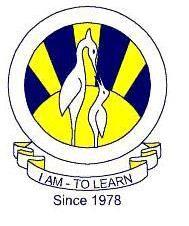 I AM - TO LEARN
Since 1978